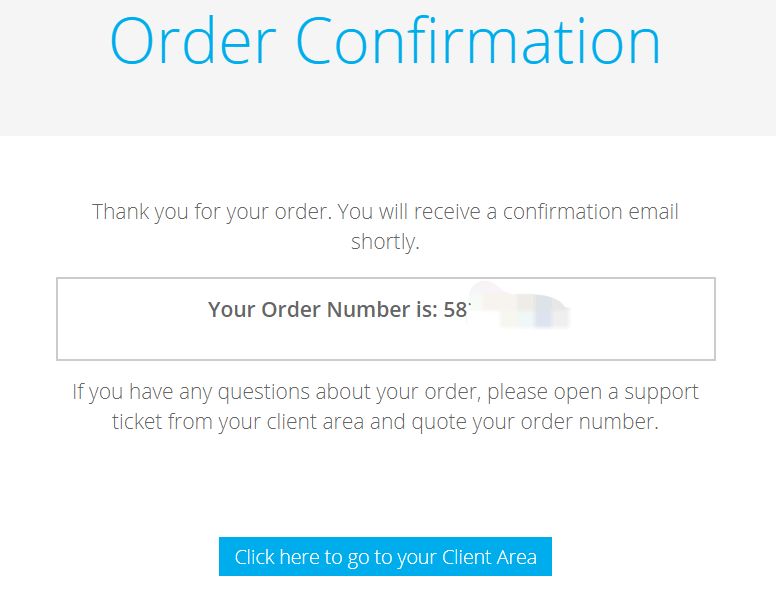 Order Confirmation
Thank you for your order. You will receive a confirmation email
shortly.
Your Order Number is: 58
If you have any questions about your order, please open a support
ticket from your client area and quote your order number.
Click here to go to your Client Area